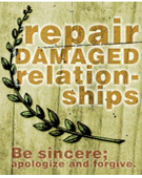 repair
DAMAGED
relation-
ships
Be sincere;
apologize and forgive.